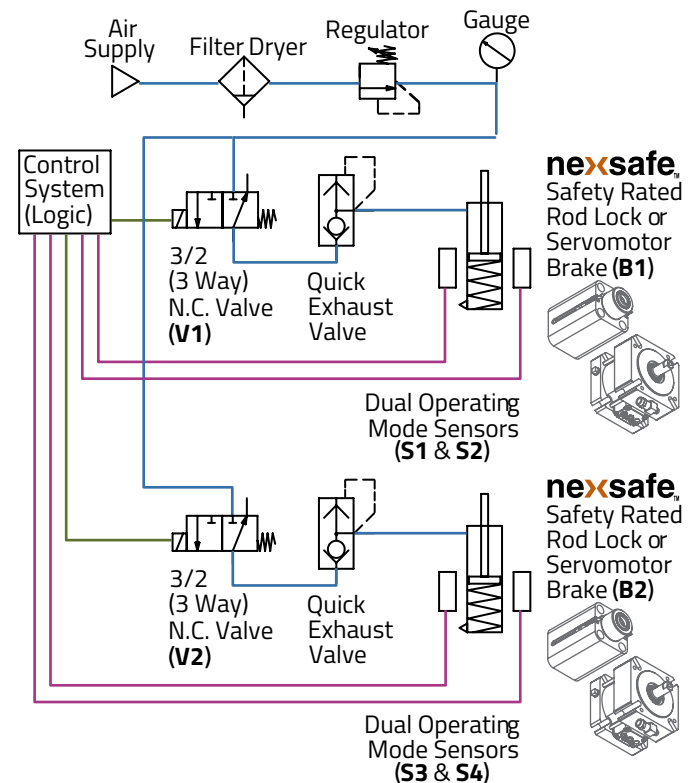 Air
Supply
Filter Dryer
Regulator
Gauge
Control
System
(Logic)
3/2
(3 Way)
N.C. Valve
(V1)
Quick
Exhaust
Valve
nexsafe™
Safety Rated
Rod Lock or
Servomotor
Brake (B1)
Dual Operating
Mode Sensors
(S1 & S2)
3/2
(3 Way)
N.C. Valve
(V2)
Quick
Exhaust
Valve
nexsafe™
Safety Rated
Rod Lock or
Servomotor
Brake (B2)
Dual Operating
Mode Sensors
(S3 & S4)